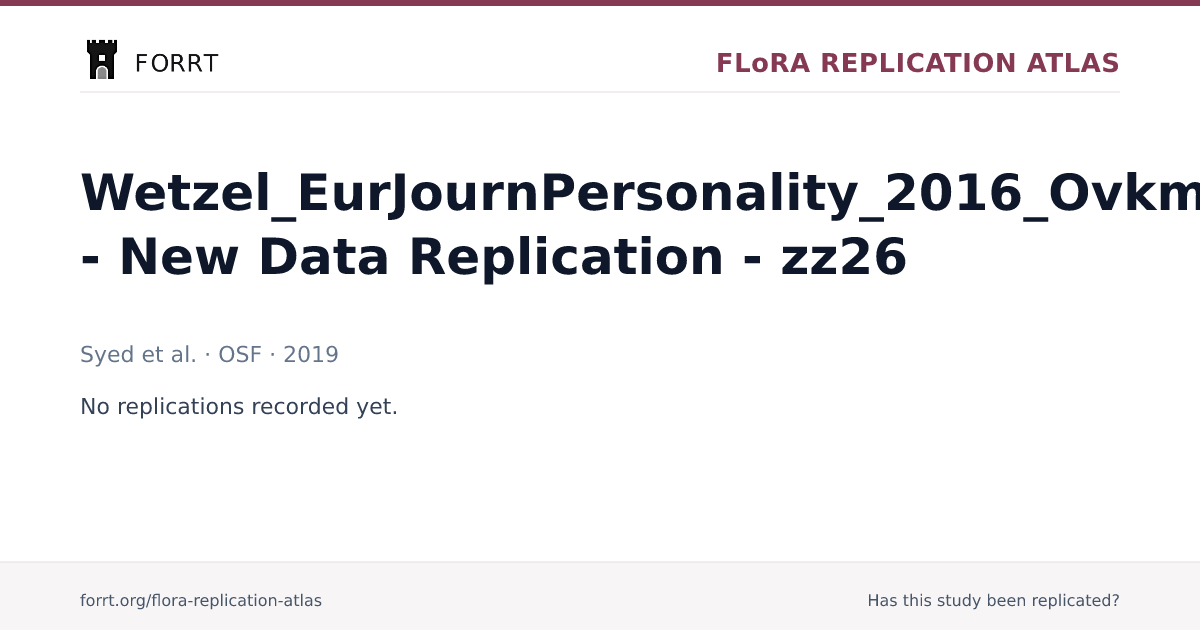 FORRT
FLoRA REPLICATION ATLAS
Wetzel_EurJournPersonality_2016_Ovkm
- New Data Replication - zz26
Syed et al. · OSF · 2019
No replications recorded yet.
forrt.org/flora-replication-atlas
Has this study been replicated?